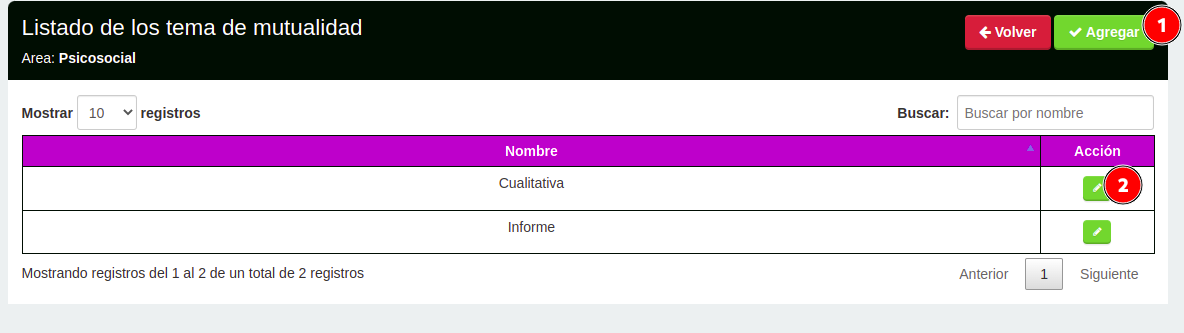 Listado de los tema de mutualidad
Volver
Agregar
1
Area: Psicosocial
Mostrar 10 registros
Buscar: Buscar por nombre
Nombre Acción
Cualitativa
2
Informe
Mostrando registros del 1 al 2 de un total de 2 registros
Anterior 1 Siguiente